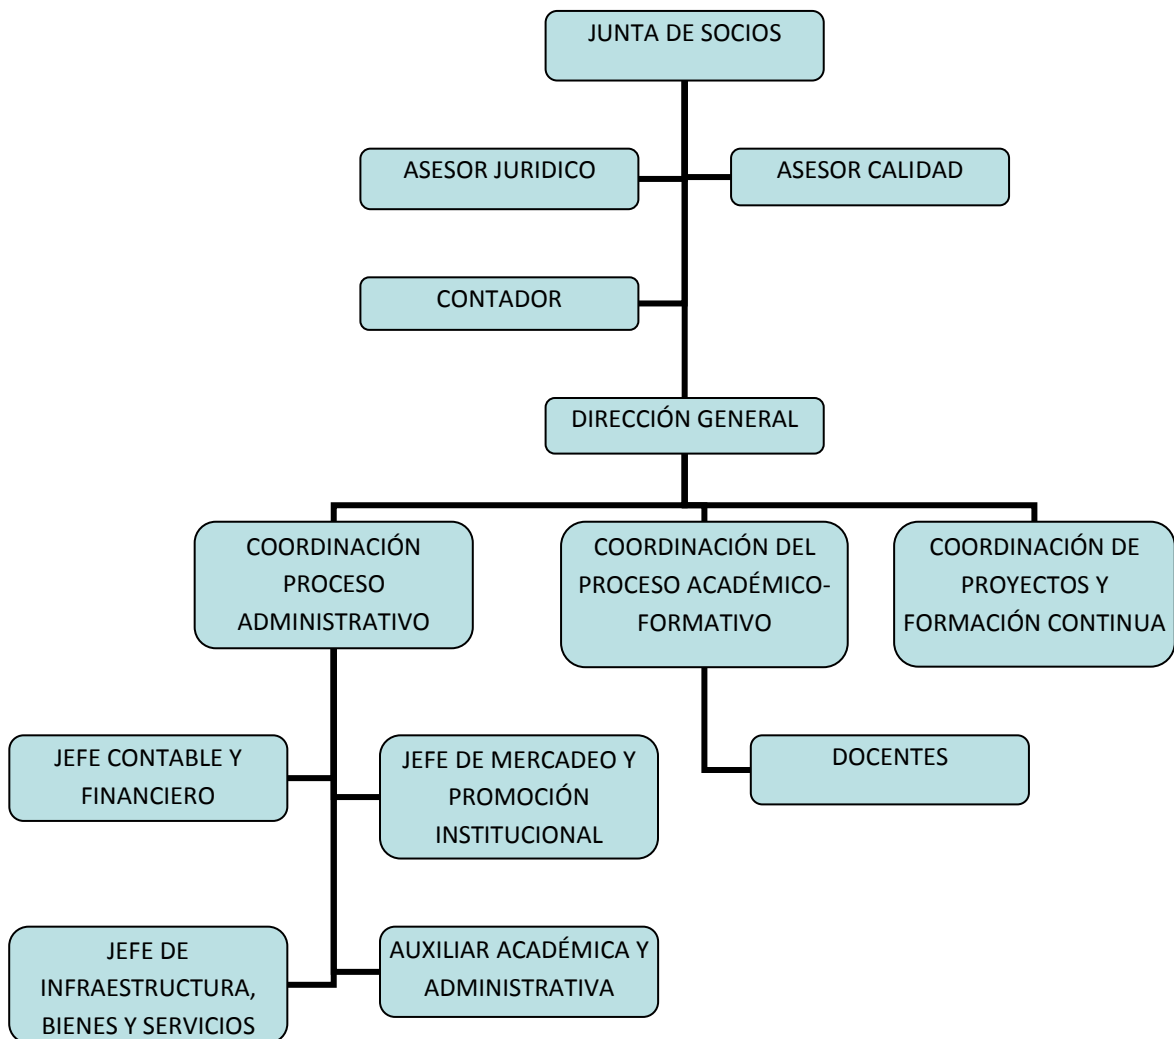 JUNTA DE SOCIOS
ASESOR JURIDICO
ASESOR CALIDAD
CONTADOR
DIRECCIÓN GENERAL
COORDINACIÓN
PROCESO
ADMINISTRATIVO
COORDINACIÓN DEL
PROCESO ACADÉMICO-
FORMATIVO
COORDINACIÓN DE
PROYECTOS Y
FORMACIÓN CONTINUA
JEFE CONTABLE Y
FINANCIERO
JEFE DE MERCADEO Y
PROMOCIÓN
INSTITUCIONAL
DOCENTES
JEFE DE
INFRAESTRUCTURA,
BIENES Y SERVICIOS
AUXILIAR ACADÉMICA Y
ADMINISTRATIVA